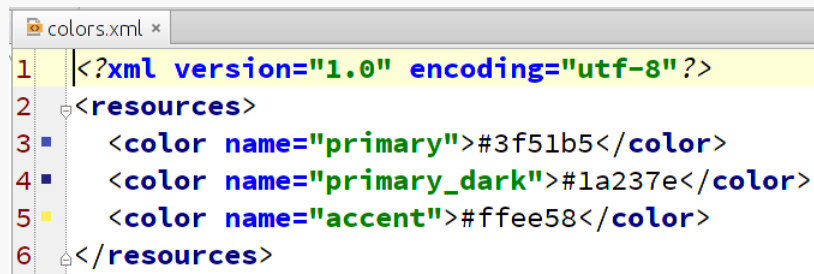 colors.xml ×
1 <?xml version="1.0" encoding="utf-8"?>
2 <resources>
3 <color name="primary">#3f51b5</color>
4 <color name="primary_dark">#1a237e</color>
5 <color name="accent">#ffee58</color>
6 </resources>